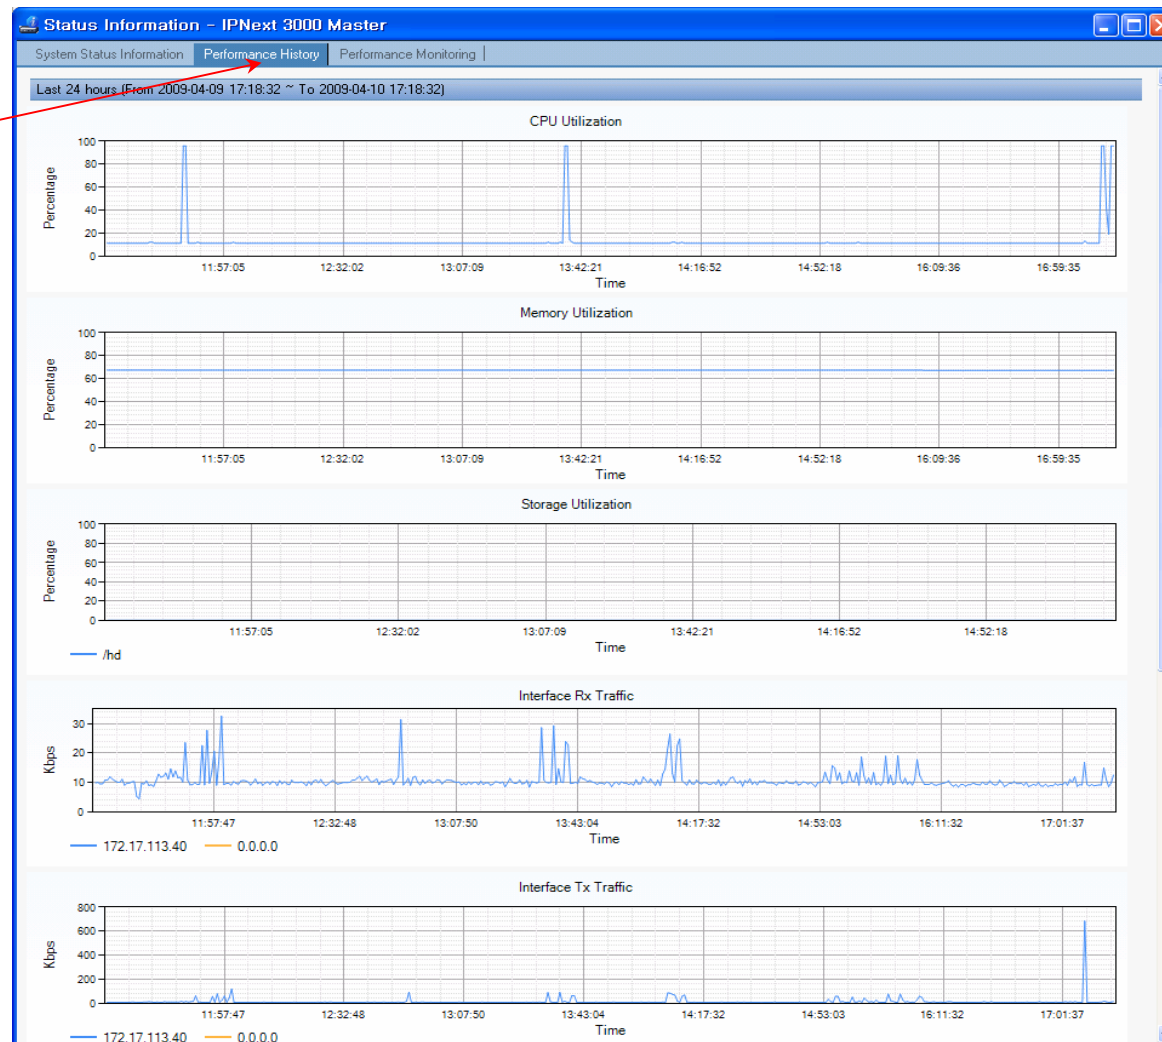 Status Information - IPNext 3000 Master
System Status Information Performance History Performance Monitoring
Last 24 hours (From 2009-04-09 17:18:32 ~ To 2009-04-10 17:18:32)
CPU Utilization
Percentage
100
80
60
40
20
0
11:57:05 12:32:02 13:07:09 13:42:21 14:16:52 14:52:18 16:09:36 16:59:35
Time
Memory Utilization
Percentage
100
80
60
40
20
0
11:57:05 12:32:02 13:07:09 13:42:21 14:16:52 14:52:18 16:09:36 16:59:35
Time
Storage Utilization
Percentage
100
80
60
40
20
0
11:57:05 12:32:02 13:07:09 13:42:21 14:16:52 14:52:18
Time
/hd
Interface Rx Traffic
Kbps
30
20
10
0
11:57:47 12:32:48 13:07:50 13:43:04 14:17:32 14:53:03 16:11:32 17:01:37
Time
172.17.113.40 0.0.0.0
Interface Tx Traffic
Kbps
800
600
400
200
0
11:57:47 12:32:48 13:07:50 13:43:04 14:17:32 14:53:03 16:11:32 17:01:37
Time
172.17.113.40 0.0.0.0